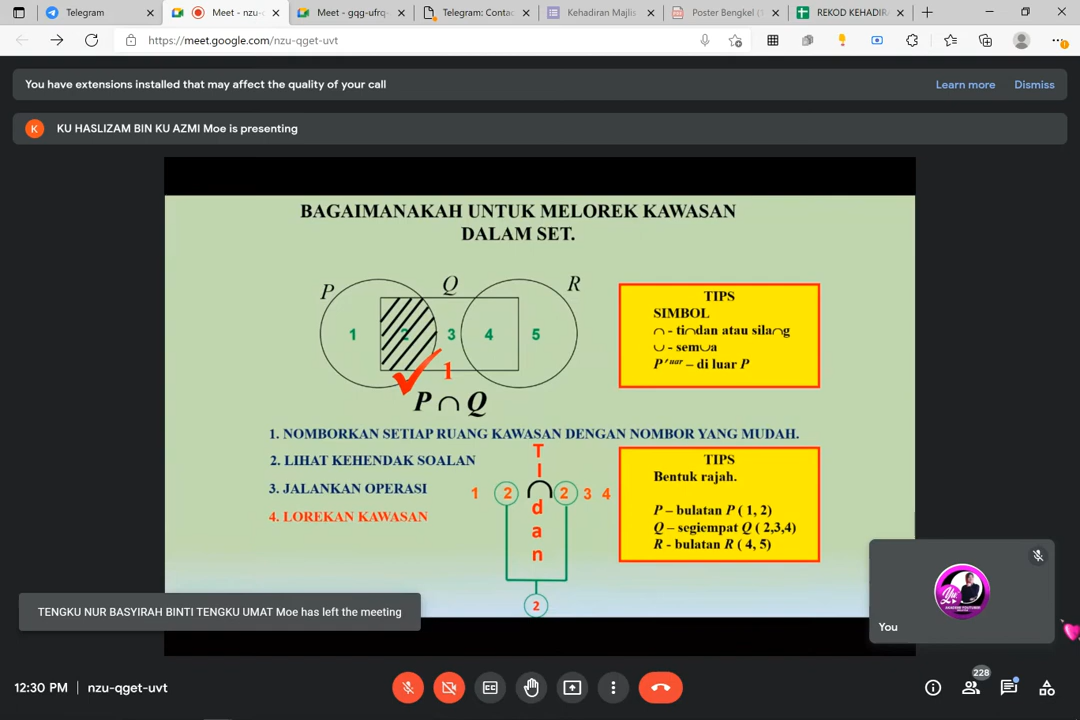 Telegram
Meet - nzu-
Meet - gqg-ufrq-
Telegram: Contac
Kehadiran Majlis
Poster Bengkel (1
REKOD KEHADIRA
https://meet.google.com/nzu-qget-uvt
You have extensions installed that may affect the quality of your call
Learn more
Dismiss
K
KU HASLIZAM BIN KU AZMI Moe is presenting
BAGAIMANAKAH UNTUK MELOREK KAWASAN
DALAM SET.
P
Q
R
1 2 3 4 5
1
P ∩ Q
TIPS
SIMBOL
∩ - ti∩dan atau sila∩g
∪ - sem∪a
P'uar – di luar P
1. NOMBORKAN SETIAP RUANG KAWASAN DENGAN NOMBOR YANG MUDAH.
2. LIHAT KEHENDAK SOALAN
3. JALANKAN OPERASI
4. LOREKAN KAWASAN
T
I
1 2 ∩ 2 3 4
d
a
n
2
TIPS
Bentuk rajah.
P – bulatan P ( 1, 2)
Q – segiempat Q ( 2,3,4)
R - bulatan R ( 4, 5)
You
TENGKU NUR BASYIRAH BINTI TENGKU UMAT Moe has left the meeting
12:30 PM
nzu-qget-uvt
CC
228